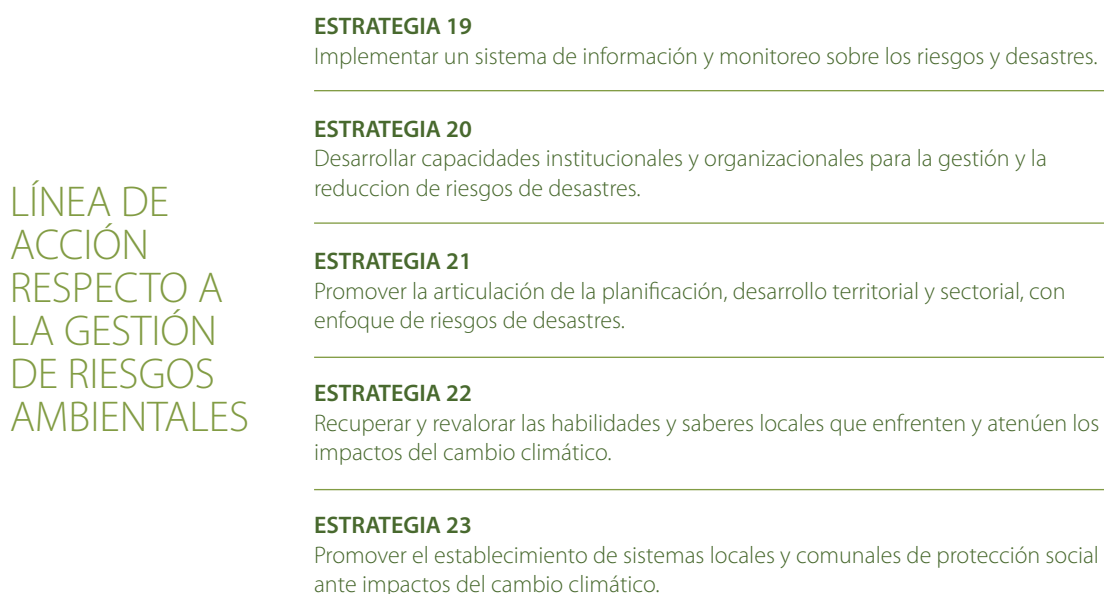 LÍNEA DE
ACCIÓN
RESPECTO A
LA GESTIÓN
DE RIESGOS
AMBIENTALES
ESTRATEGIA 19
Implementar un sistema de información y monitoreo sobre los riesgos y desastres.
ESTRATEGIA 20
Desarrollar capacidades institucionales y organizacionales para la gestión y la
reduccion de riesgos de desastres.
ESTRATEGIA 21
Promover la articulación de la planificación, desarrollo territorial y sectorial, con
enfoque de riesgos de desastres.
ESTRATEGIA 22
Recuperar y revalorar las habilidades y saberes locales que enfrenten y atenúen los
impactos del cambio climático.
ESTRATEGIA 23
Promover el establecimiento de sistemas locales y comunales de protección social
ante impactos del cambio climático.